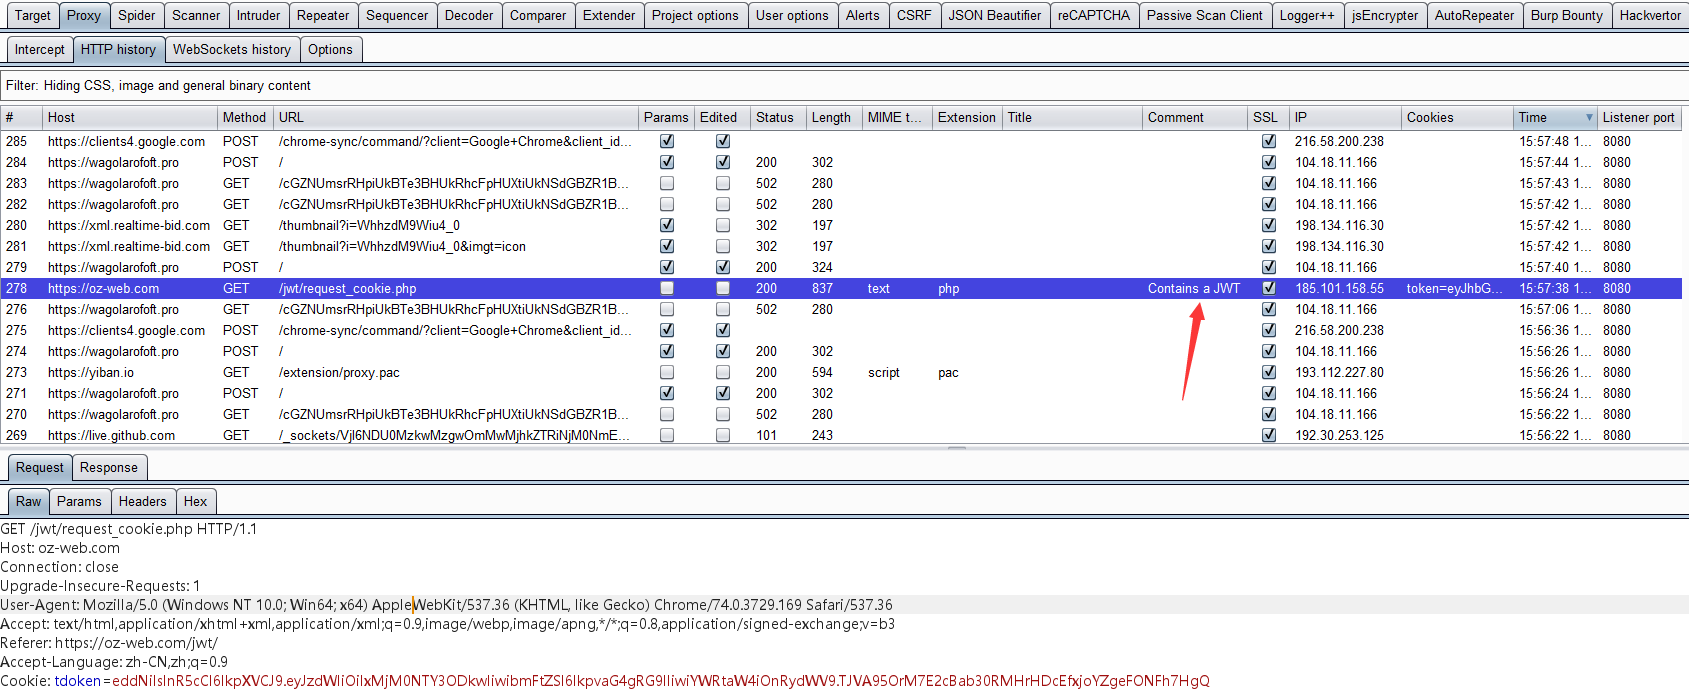 Target Proxy Spider Scanner Intruder Repeater Sequencer Decoder Comparer Extender Project options User options Alerts CSRF JSON Beautifier reCAPTCHA Passive Scan Client Logger++ jsEncrypter AutoRepeater Burp Bounty Hackvertor
Intercept HTTP history WebSockets history Options
Filter: Hiding CSS, image and general binary content
# Host Method URL Params Edited Status Length MIME t... Extension Title Comment SSL IP Cookies Time Listener port
285 https://clients4.google.com POST /chrome-sync/command/?client=Google+Chrome&client_id... 216.58.200.238 15:57:48 1... 8080
284 https://wagolarofoft.pro POST / 200 302 104.18.11.166 15:57:44 1... 8080
283 https://wagolarofoft.pro GET /cGZNUmsrRHpiUkBTe3BHUkRhcFpHUXtiUkNSdGBZR1B... 502 280 104.18.11.166 15:57:43 1... 8080
282 https://wagolarofoft.pro GET /cGZNUmsrRHpiUkBTe3BHUkRhcFpHUXtiUkNSdGBZR1B... 502 280 104.18.11.166 15:57:42 1... 8080
280 https://xml.realtime-bid.com GET /thumbnail?i=WhhzdM9Wiu4_0 302 197 198.134.116.30 15:57:42 1... 8080
281 https://xml.realtime-bid.com GET /thumbnail?i=WhhzdM9Wiu4_0&imgt=icon 302 197 198.134.116.30 15:57:42 1... 8080
279 https://wagolarofoft.pro POST / 200 324 104.18.11.166 15:57:40 1... 8080
278 https://oz-web.com GET /jwt/request_cookie.php 200 837 text php Contains a JWT 185.101.158.55 token=eyJhbG... 15:57:38 1... 8080
276 https://wagolarofoft.pro GET 502 280 104.18.11.166 15:57:06 1... 8080
275 https://clients4.google.com POST /chrome-sync/command/?client=Google+Chrome&client_id... 216.58.200.238 15:56:36 1... 8080
274 https://wagolarofoft.pro POST / 200 302 104.18.11.166 15:56:26 1... 8080
273 https://yiban.io GET /extension/proxy.pac 200 594 script pac 193.112.227.80 15:56:26 1... 8080
271 https://wagolarofoft.pro POST / 200 302 104.18.11.166 15:56:24 1... 8080
270 https://wagolarofoft.pro GET /cGZNUmsrRHpiUkBTe3BHUkRhcFpHUXtiUkNSdGBZR1B... 502 280 104.18.11.166 15:56:22 1... 8080
269 https://live.github.com GET /_sockets/VjI6NDU0MzkwMzgwOmMwMjhkZTRiNjM0NmE... 101 243 192.30.253.125 15:56:22 1... 8080
Request Response
Raw Params Headers Hex
GET /jwt/request_cookie.php HTTP/1.1
Host: oz-web.com
Connection: close
Upgrade-Insecure-Requests: 1
User-Agent: Mozilla/5.0 (Windows NT 10.0; Win64; x64) AppleWebKit/537.36 (KHTML, like Gecko) Chrome/74.0.3729.169 Safari/537.36
Accept: text/html,application/xhtml+xml,application/xml;q=0.9,image/webp,image/apng,*/*;q=0.8,application/signed-exchange;v=b3
Referer: https://oz-web.com/jwt/
Accept-Language: zh-CN,zh;q=0.9
Cookie: tdoken=eddNiIsInR5cCI6IkpXVCJ9.eyJzdWIiOiIxMjM0NTY3ODkwIiwibmFtZSI6IkpvaG4gRG9lIiwiYWRtaW4iOnRydWV9.TJVA95OrM7E2cBab30RMHrHDcEfxjoYZgeFONFh7HgQ